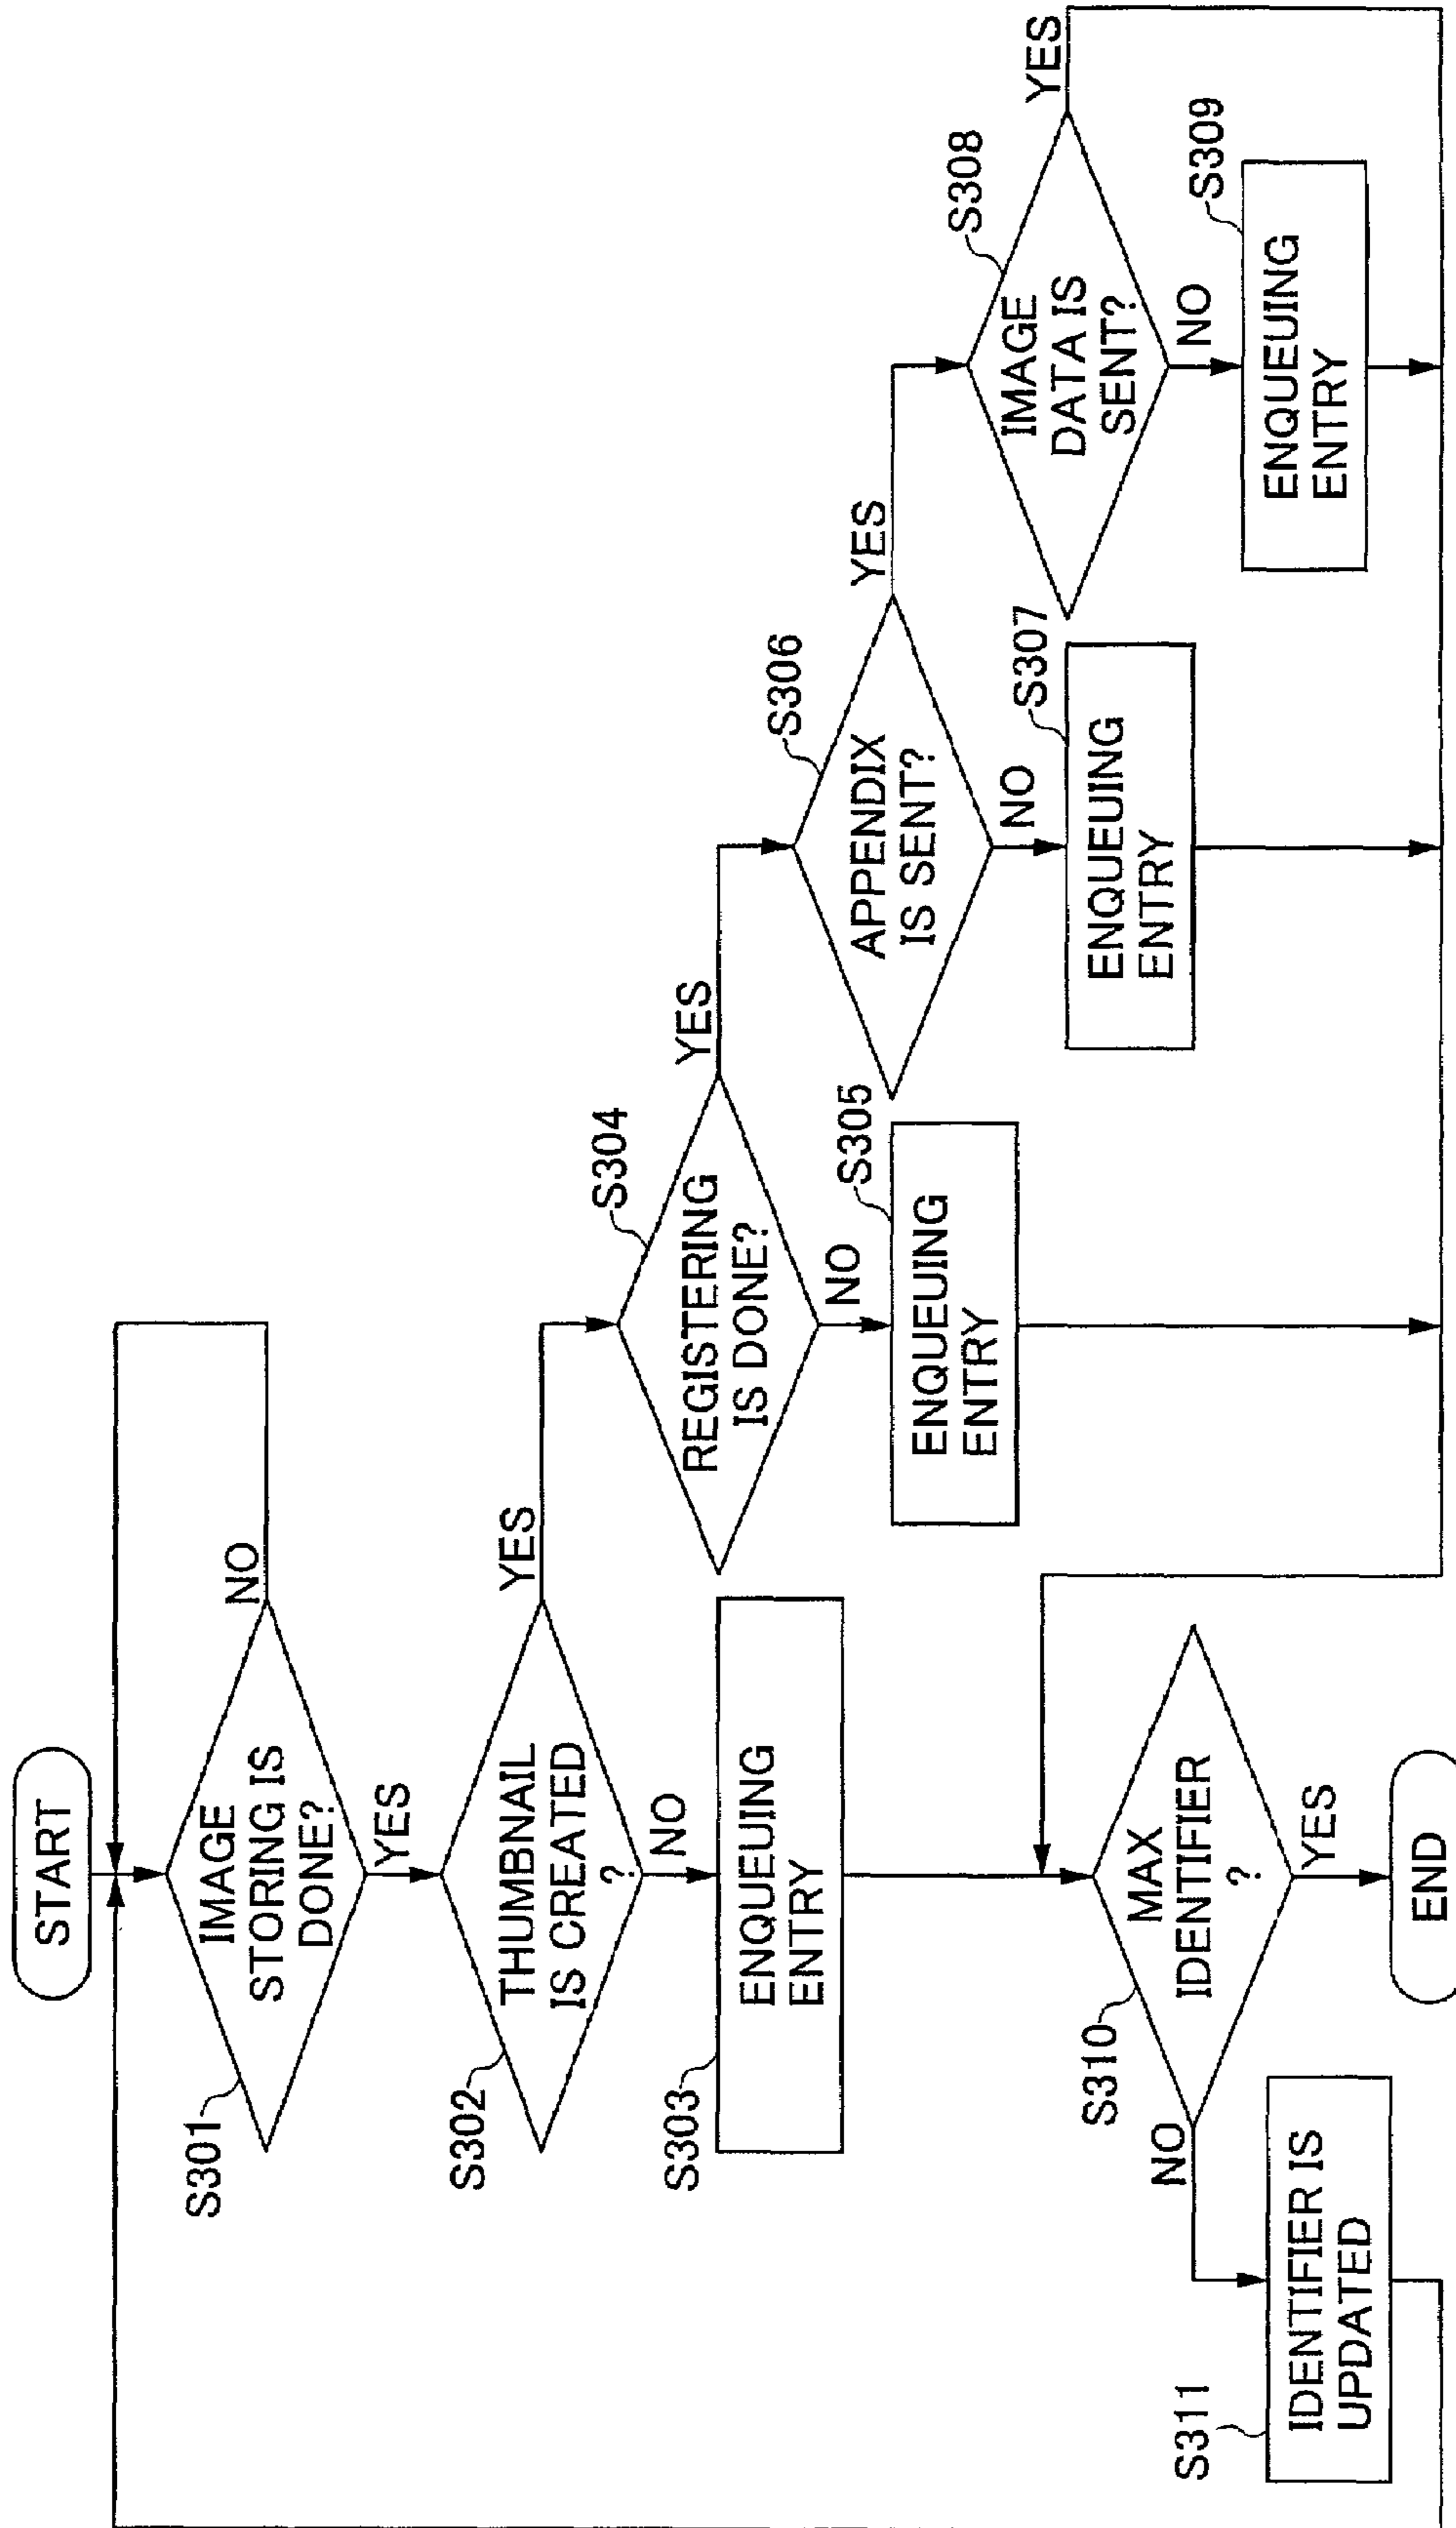 START
S301
IMAGE
STORING IS
DONE?
NO
YES
S302
THUMBNAIL
IS CREATED
?
YES
NO
S303
ENQUEUING
ENTRY
S304
REGISTERING
IS DONE?
YES
NO
S305
ENQUEUING
ENTRY
S306
APPENDIX
IS SENT?
YES
NO
S307
ENQUEUING
ENTRY
S308
IMAGE
DATA IS
SENT?
YES
NO
S309
ENQUEUING
ENTRY
S310
MAX
IDENTIFIER
?
NO
YES
S311
IDENTIFIER IS
UPDATED
END